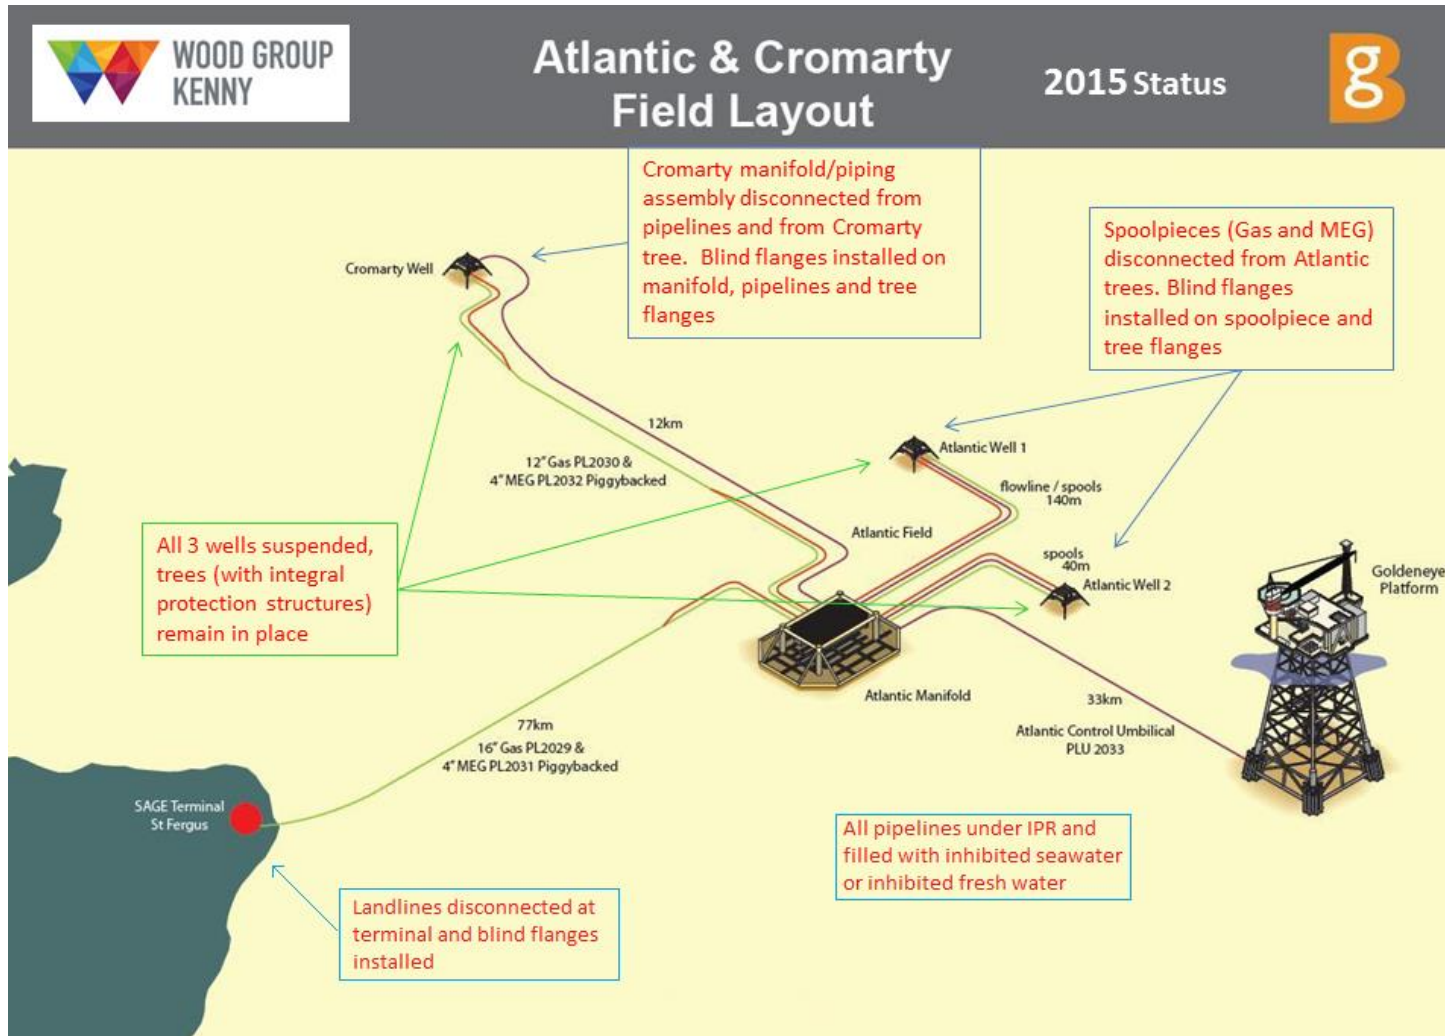 WOOD GROUP
KENNY
Atlantic & Cromarty
Field Layout
2015 Status
Bg
Cromarty manifold/piping
assembly disconnected from
pipelines and from Cromarty
tree. Blind flanges installed on
manifold, pipelines and tree
flanges
Spoolpieces (Gas and MEG)
disconnected from Atlantic
trees. Blind flanges
installed on spoolpiece and
tree flanges
Cromarty Well
12km
12" Gas PL2030 &
4" MEG PL2032 Piggybacked
Atlantic Well 1
flowline / spools
140m
Atlantic Field
spools
40m
Atlantic Well 2
Goldeneye
Platform
All 3 wells suspended,
trees (with integral
protection structures)
remain in place
Atlantic Manifold
33km
Atlantic Control Umbilical
PLU 2033
77km
16" Gas PL2029 &
4" MEG PL2031 Piggybacked
SAGE Terminal
St Fergus
All pipelines under IPR and
filled with inhibited seawater
or inhibited fresh water
Landlines disconnected at
terminal and blind flanges
installed